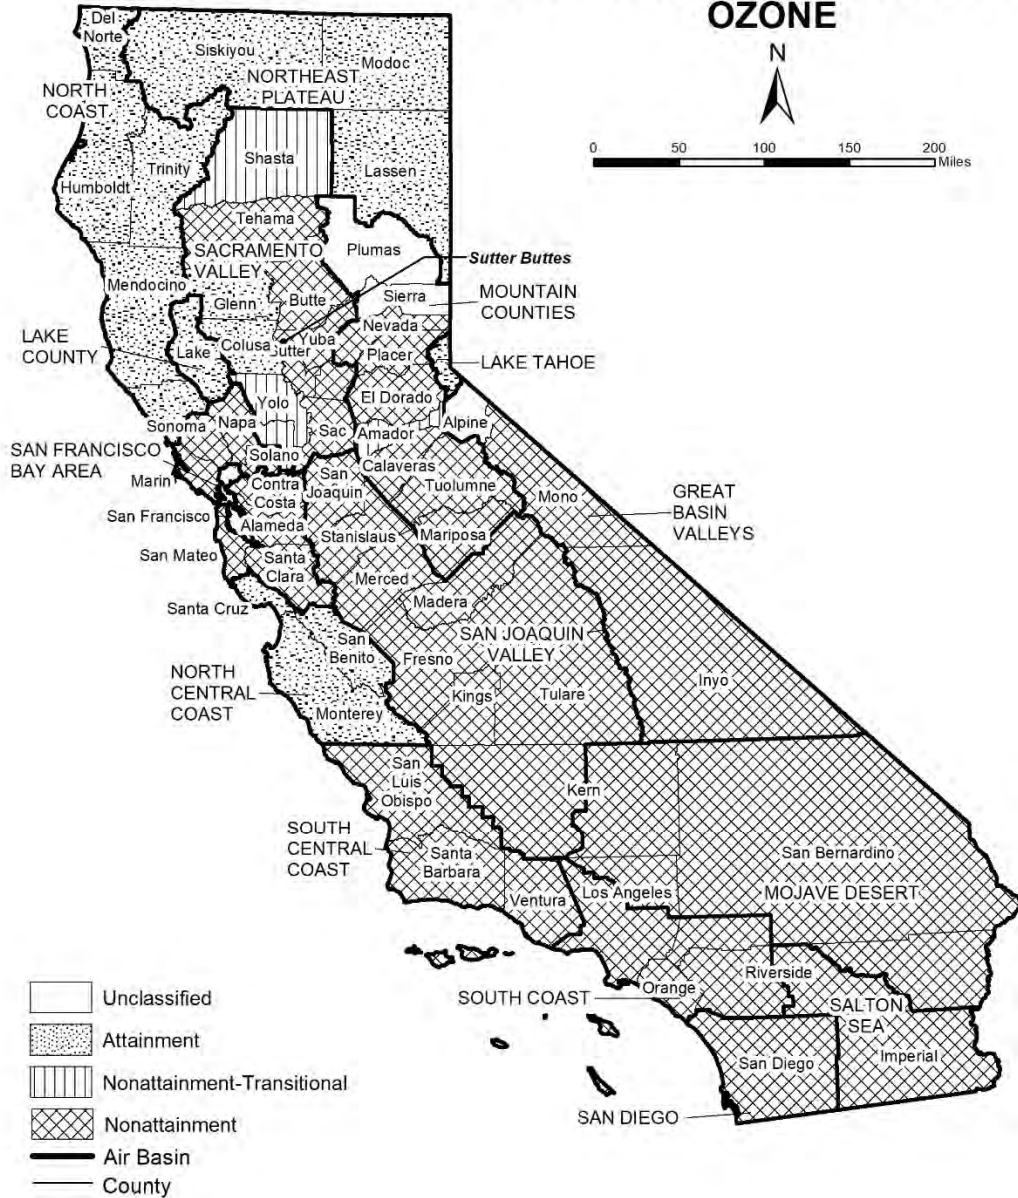 OZONE
N
0 50 100 150 200
Miles
Del
Norte
Siskiyou
Modoc
NORTHEAST
PLATEAU
NORTH
COAST
Shasta
Trinity
Lassen
Humboldt
Tehama
SACRAMENTO
VALLEY
Plumas
Sutter Buttes
Mendocino
Glenn
Butte
Sierra
MOUNTAIN
COUNTIES
Nevada
LAKE
COUNTY
Lake
Colusa
Yuba
Sutter
Placer
LAKE TAHOE
El Dorado
Yolo
Sonoma
Napa
Sac
Amador
Alpine
SAN FRANCISCO
BAY AREA
Solano
Calaveras
Marin
Contra
Costa
San
Joaquin
Tuolumne
Mono
GREAT
BASIN
VALLEYS
San Francisco
Alameda
Stanislaus
Mariposa
San Mateo
Santa
Clara
Merced
Santa Cruz
Madera
SAN JOAQUIN
VALLEY
San
Benito
Fresno
NORTH
CENTRAL
COAST
Kings
Tulare
Inyo
Monterey
San
Luis
Obispo
Kern
SOUTH
CENTRAL
COAST
Santa
Barbara
San Bernardino
Ventura
Los Angeles
MOJAVE DESERT
Orange
Riverside
SOUTH COAST
SALTON
SEA
San Diego
Imperial
SAN DIEGO
Unclassified
Attainment
Nonattainment-Transitional
Nonattainment
Air Basin
County